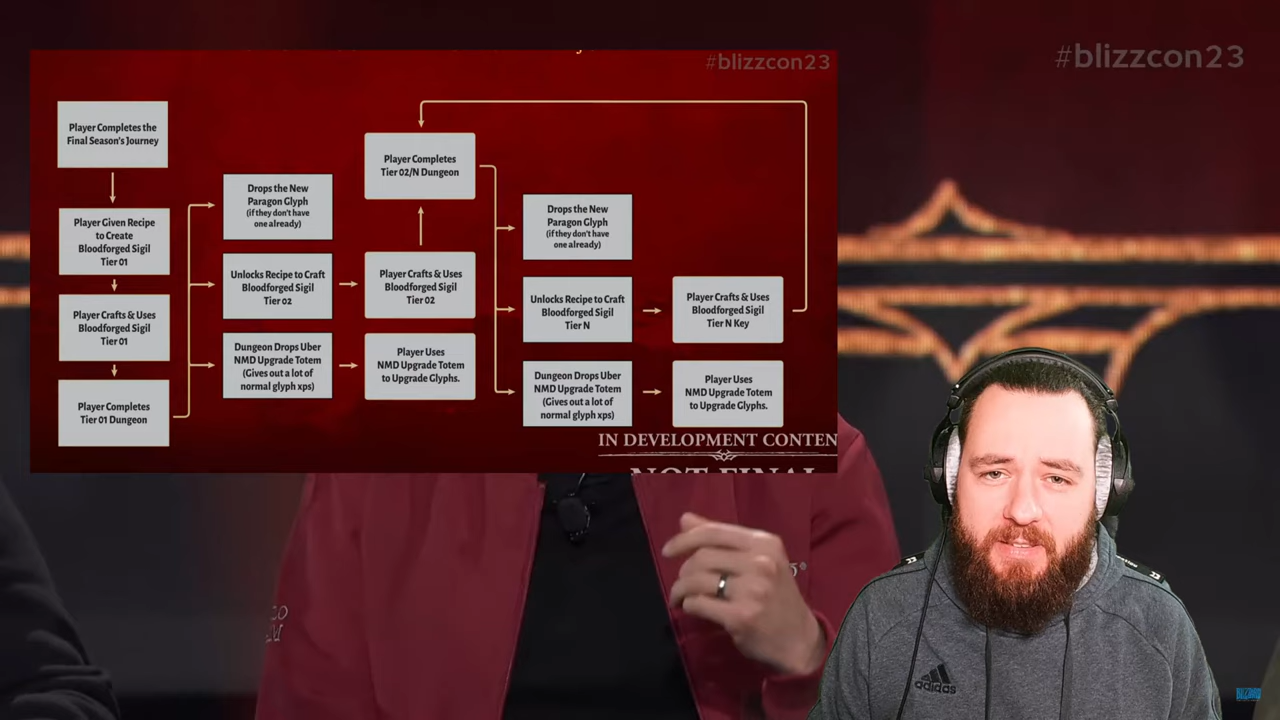 #blizzcon23
#blizzcon23
Player Completes the
Final Season's Journey
Player Given Recipe
to Create
Bloodforged Sigil
Tier 01
Player Crafts & Uses
Bloodforged Sigil
Tier 01
Player Completes
Tier 01 Dungeon
Drops the New
Paragon Glyph
(if they don't have
one already)
Unlocks Recipe to Craft
Bloodforged Sigil
Tier 02
Dungeon Drops Uber
NMD Upgrade Totem
(Gives out a lot of
normal glyph xps)
Player Completes
Tier 02/N Dungeon
Player Crafts & Uses
Bloodforged Sigil
Tier 02
Player Uses
NMD Upgrade Totem
to Upgrade Glyphs.
Drops the New
Paragon Glyph
(if they don't have
one already)
Unlocks Recipe to Craft
Bloodforged Sigil
Tier N
Dungeon Drops Uber
NMD Upgrade Totem
(Gives out a lot of
normal glyph xps)
Player Crafts & Uses
Bloodforged Sigil
Tier N Key
Player Uses
NMD Upgrade Totem
to Upgrade Glyphs.
IN DEVELOPMENT CONTEN
NOT FINAL
adidas
BLIZZARD